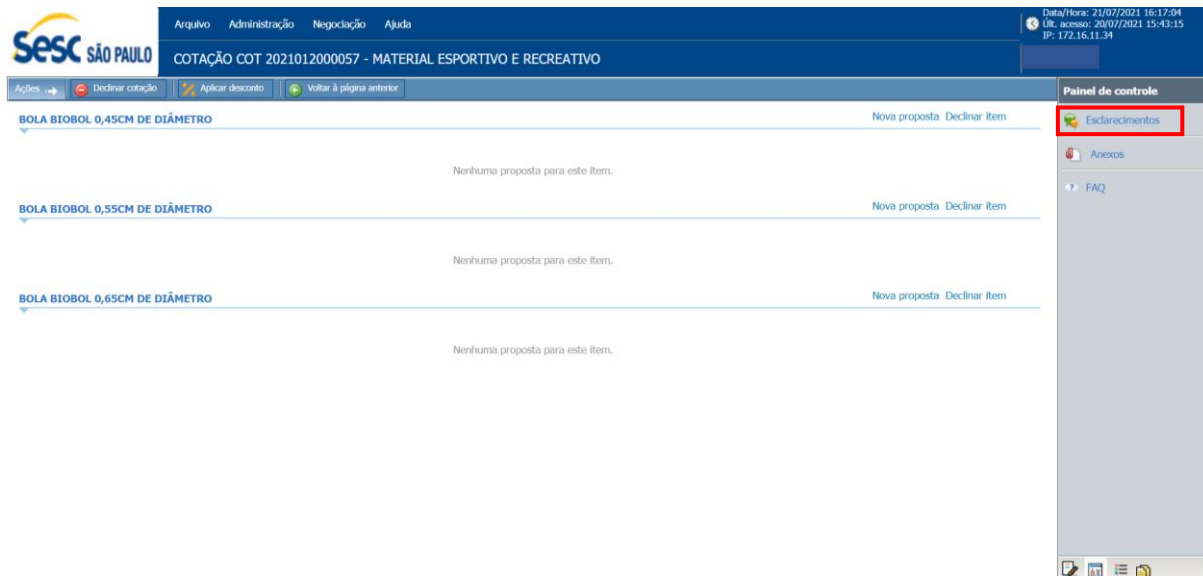 Sesc SÃO PAULO
Arquivo Administração Negociação Ajuda
Data/Hora: 21/07/2021 16:17:04
Últ. acesso: 20/07/2021 15:43:15
IP: 172.16.11.34
COTAÇÃO COT 2021012000057 - MATERIAL ESPORTIVO E RECREATIVO
Ações Declinar cotação Aplicar desconto Voltar à página anterior
Painel de controle
Esclarecimentos
Anexos
FAQ
BOLA BIOBOL 0,45CM DE DIÂMETRO Nova proposta Declinar item
Nenhuma proposta para este item.
BOLA BIOBOL 0,55CM DE DIÂMETRO Nova proposta Declinar item
Nenhuma proposta para este item.
BOLA BIOBOL 0,65CM DE DIÂMETRO Nova proposta Declinar item
Nenhuma proposta para este item.